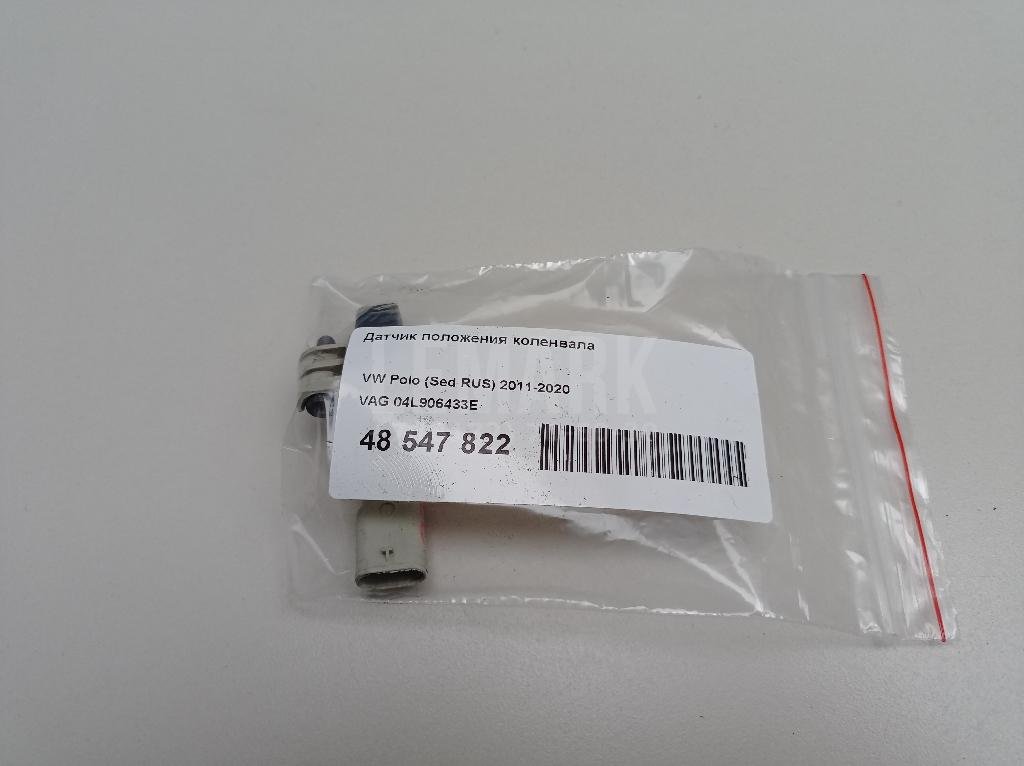 Датчик положения коленвала
VW Polo (Sed RUS) 2011-2020
VAG 04L906433E
48 547 822